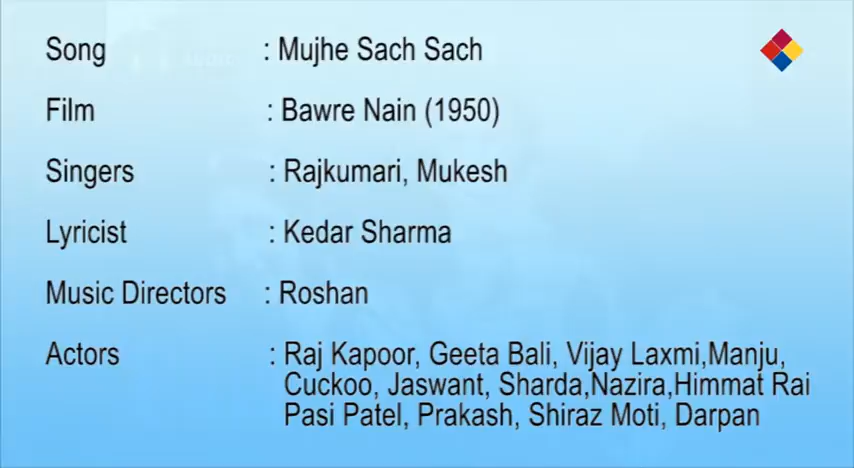 Song : Mujhe Sach Sach
Film : Bawre Nain (1950)
Singers : Rajkumari, Mukesh
Lyricist : Kedar Sharma
Music Directors : Roshan
Actors : Raj Kapoor, Geeta Bali, Vijay Laxmi,Manju,
Cuckoo, Jaswant, Sharda,Nazira,Himmat Rai
Pasi Patel, Prakash, Shiraz Moti, Darpan